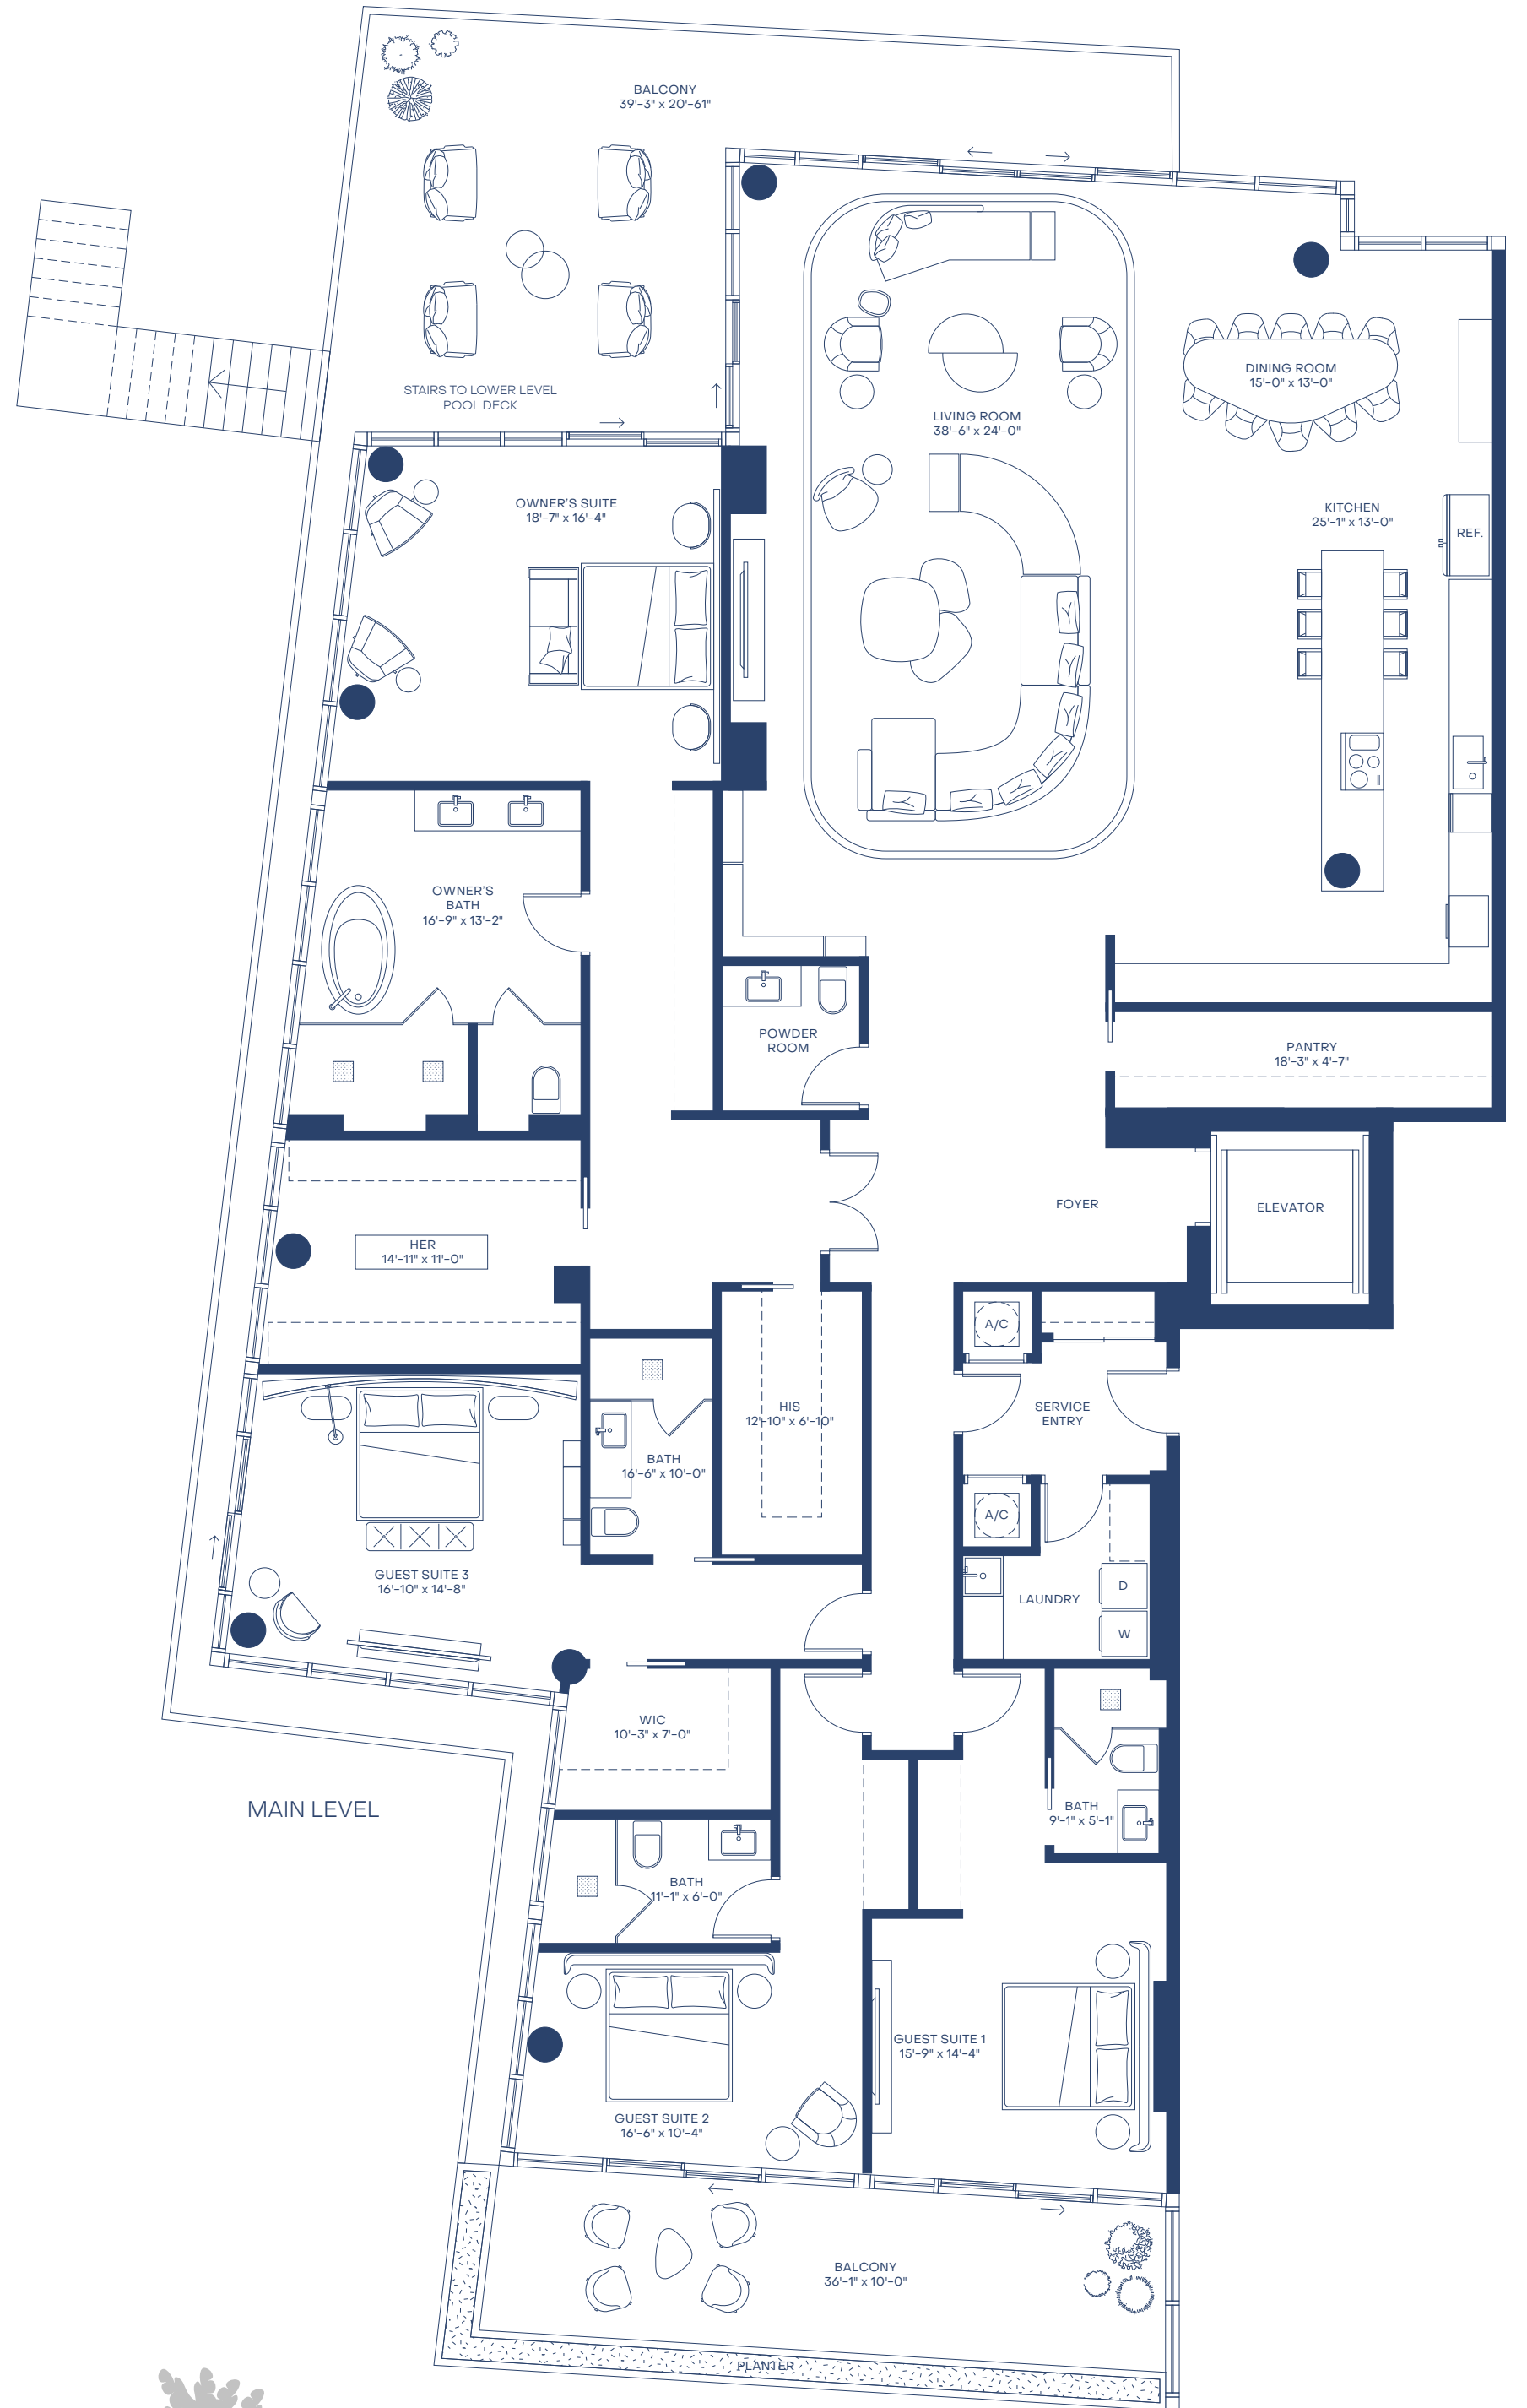 BALCONY
39'-3" x 20'-61"
STAIRS TO LOWER LEVEL
POOL DECK
LIVING ROOM
38'-6" x 24'-0"
DINING ROOM
15'-0" x 13'-0"
OWNER'S SUITE
18'-7" x 16'-4"
KITCHEN
25'-1" x 13'-0"
REF.
OWNER'S
BATH
16'-9" x 13'-2"
POWDER
ROOM
PANTRY
18'-3" x 4'-7"
FOYER
ELEVATOR
HER
14'-11" x 11'-0"
A/C
HIS
12'-10" x 6'-10"
SERVICE
ENTRY
BATH
16'-6" x 10'-0"
A/C
GUEST SUITE 3
16'-10" x 14'-8"
LAUNDRY
D
W
WIC
10'-3" x 7'-0"
MAIN LEVEL
BATH
9'-1" x 5'-1"
BATH
11'-1" x 6'-0"
GUEST SUITE 1
15'-9" x 14'-4"
GUEST SUITE 2
16'-6" x 10'-4"
BALCONY
36'-1" x 10'-0"
PLANTER